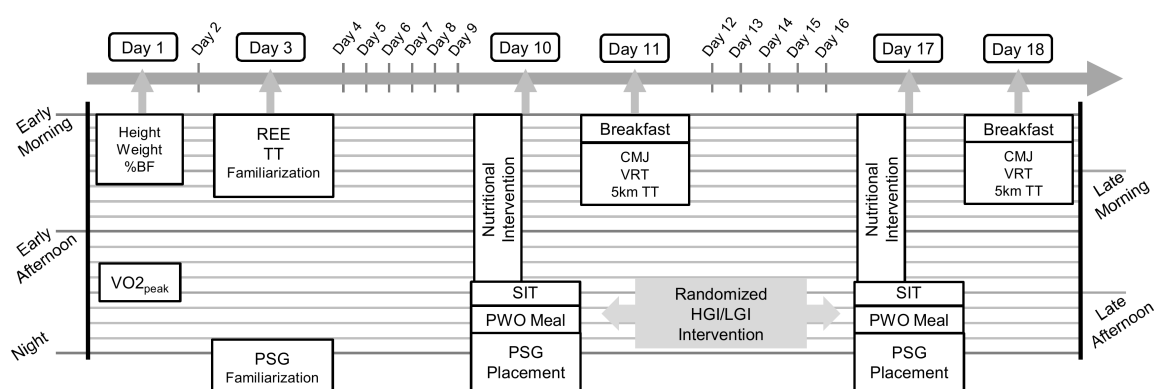 Day 1
Day 2
Day 3
Day 4
Day 5
Day 6
Day 7
Day 8
Day 9
Day 10
Day 11
Day 12
Day 13
Day 14
Day 15
Day 16
Day 17
Day 18
Early
Morning
Height
Weight
%BF
REE
TT
Familiarization
Nutritional
Intervention
Breakfast
CMJ
VRT
5km TT
Nutritional
Intervention
Breakfast
CMJ
VRT
5km TT
Late
Morning
Early
Afternoon
VO2peak
SIT
PWO Meal
PSG
Placement
Randomized
HGI/LGI
Intervention
SIT
PWO Meal
PSG
Placement
Late
Afternoon
Night
PSG
Familiarization